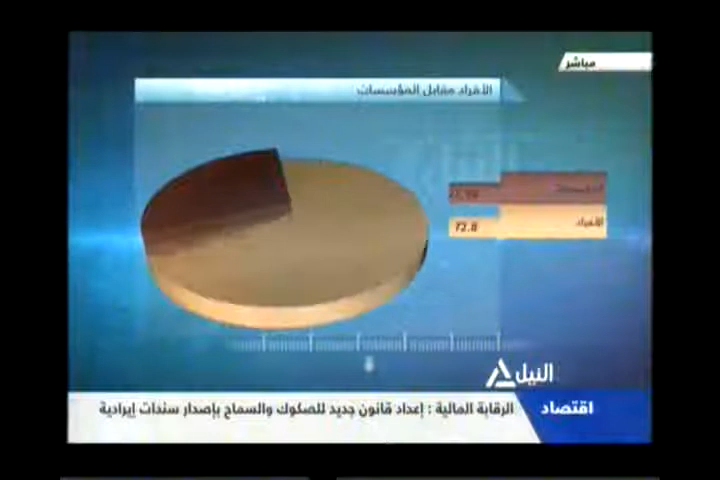 مباشر
الأفراد مقابل المؤسسات
الأفراد
72.8
النيل
اقتصاد
الرقابة المالية : إعداد قانون جديد للصكوك والسماح بإصدار سندات إيرادية